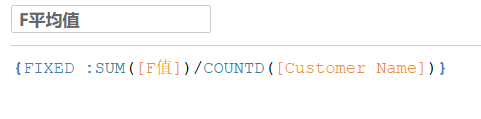 F平均值
{FIXED :SUM([F值])/COUNTD([Customer Name])}